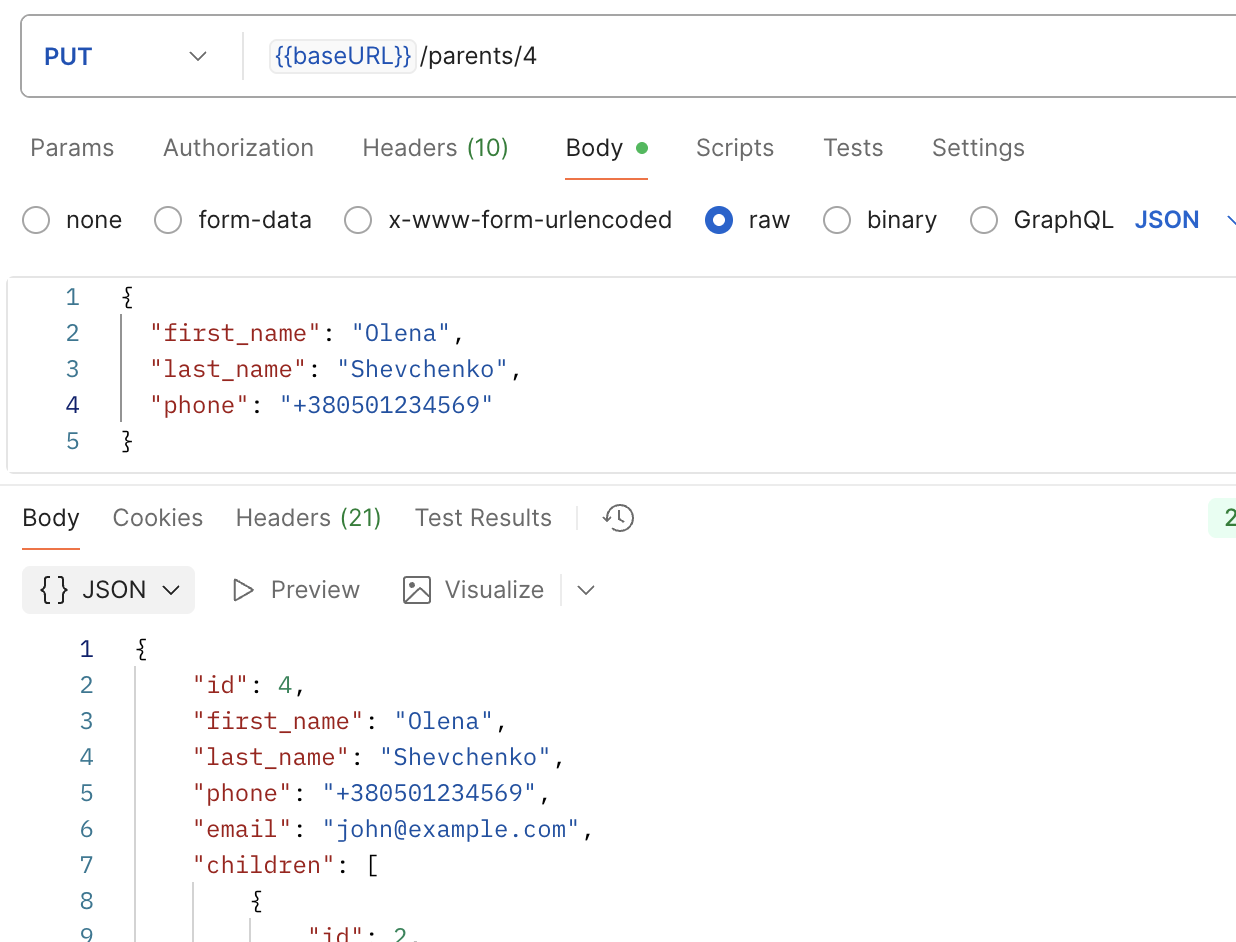 PUT {{baseURL}}/parents/4
Params Authorization Headers (10) Body Scripts Tests Settings
none form-data x-www-form-urlencoded raw binary GraphQL JSON
1 {
2 "first_name": "Olena",
3 "last_name": "Shevchenko",
4 "phone": "+380501234569"
5 }
Body Cookies Headers (21) Test Results 2
{} JSON Preview Visualize
1 {
2 "id": 4,
3 "first_name": "Olena",
4 "last_name": "Shevchenko",
5 "phone": "+380501234569",
6 "email": "john@example.com",
7 "children": [
8 {
9 "id": 2,